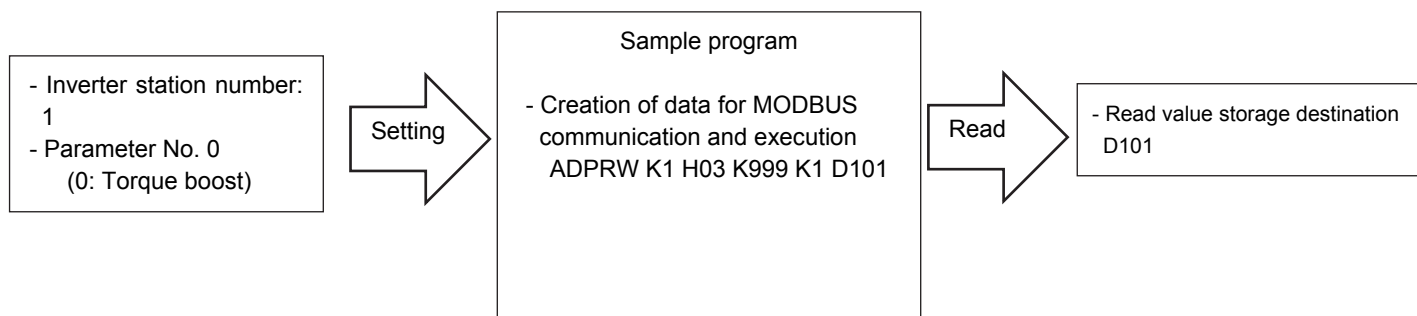 - Inverter station number:
1
- Parameter No. 0
(0: Torque boost)
Setting
Sample program
- Creation of data for MODBUS
communication and execution
ADPRW K1 H03 K999 K1 D101
Read
- Read value storage destination
D101